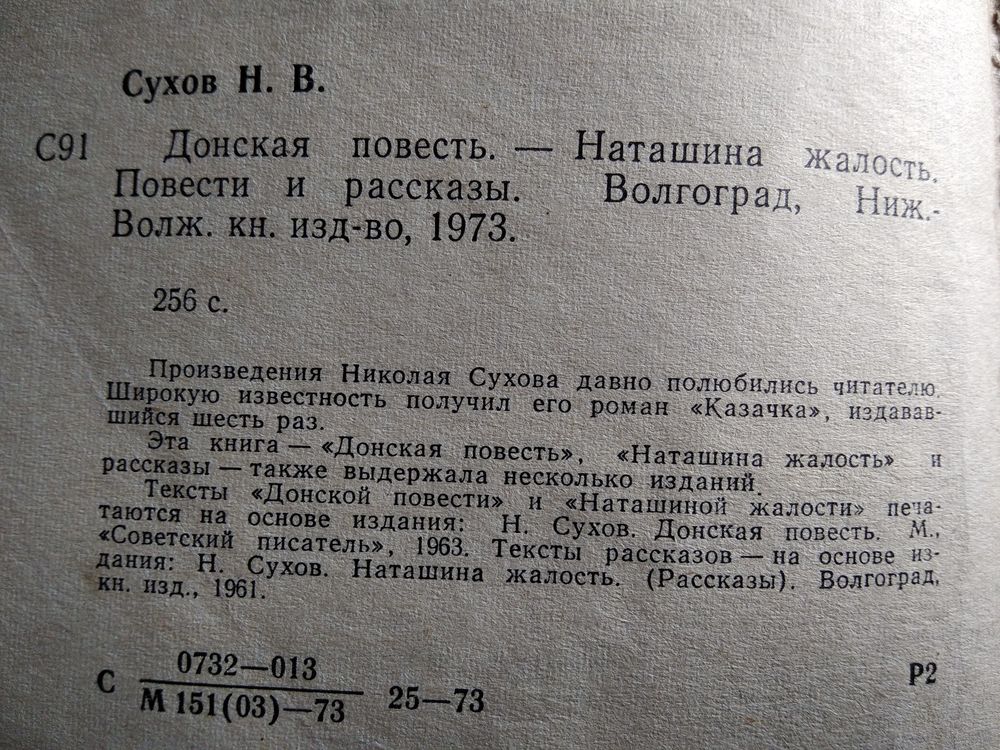 Сухов Н. В.
С91 Донская повесть. — Наташина жалость.
Повести и рассказы. Волгоград, Ниж.-
Волж. кн. изд-во, 1973.
256 с.
Произведения Николая Сухова давно полюбились читателю.
Широкую известность получил его роман «Казачка», издавав-
шийся шесть раз.
Эта книга — «Донская повесть», «Наташина жалость» и
рассказы — также выдержала несколько изданий.
Тексты «Донской повести» и «Наташиной жалости» печа-
таются на основе издания: Н. Сухов. Донская повесть. М.,
«Советский писатель», 1963. Тексты рассказов — на основе из-
дания: Н. Сухов. Наташина жалость. (Рассказы). Волгоград,
кн. изд., 1961.
0732—013
С М 151(03)—73 25—73 Р2